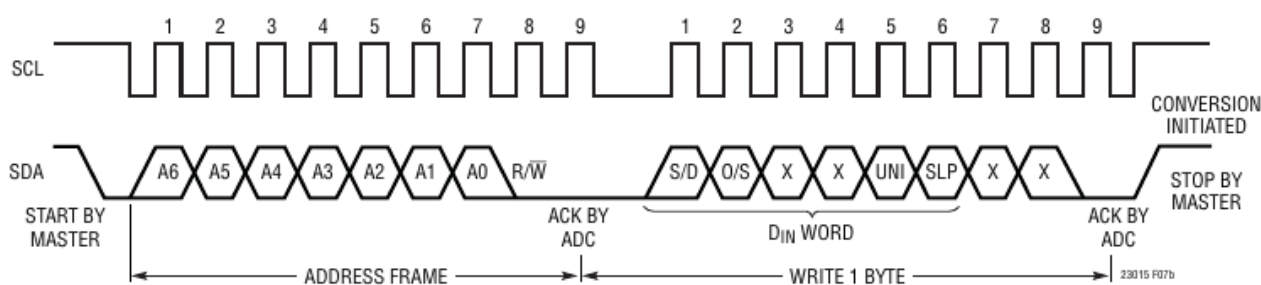 1 2 3 4 5 6 7 8 9 1 2 3 4 5 6 7 8 9
SCL
CONVERSION
INITIATED
SDA A6 A5 A4 A3 A2 A1 A0 R/W̅ S/D O/S X X UNI SLP X X
STOP BY
MASTER
START BY
MASTER
ACK BY
ADC
DIN WORD
ACK BY
ADC
ADDRESS FRAME
WRITE 1 BYTE
23015 F07b